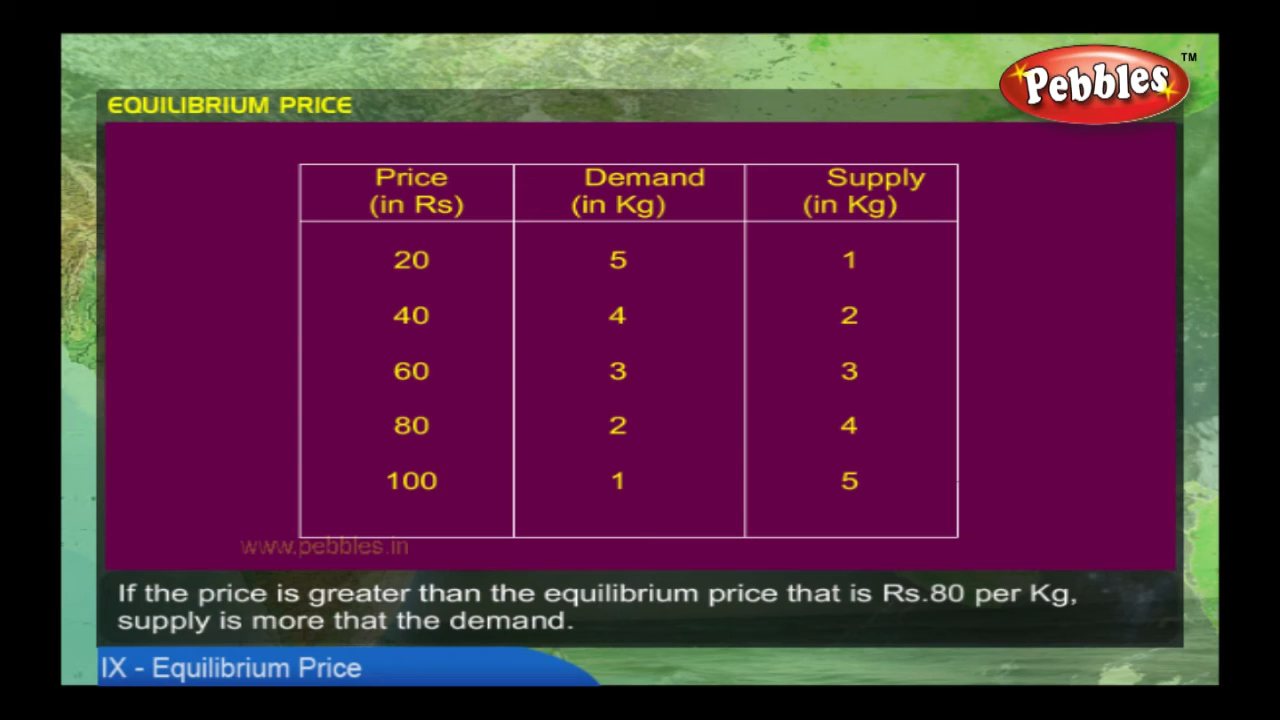 Pebbles™
EQUILIBRIUM PRICE
Price Demand Supply
(in Rs) (in Kg) (in Kg)
20 5 1
40 4 2
60 3 3
80 2 4
100 1 5
www.pebbles.in
If the price is greater than the equilibrium price that is Rs.80 per Kg,
supply is more that the demand.
IX - Equilibrium Price